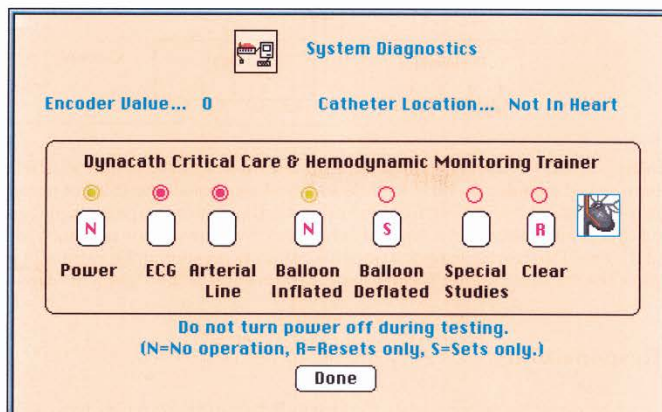 System Diagnostics
Encoder Value... 0 Catheter Location... Not In Heart
Dynacath Critical Care & Hemodynamic Monitoring Trainer
N N S R
Power ECG Arterial Line Balloon Inflated Balloon Deflated Special Studies Clear
Do not turn power off during testing.
(N=No operation, R=Resets only, S=Sets only.)
Done